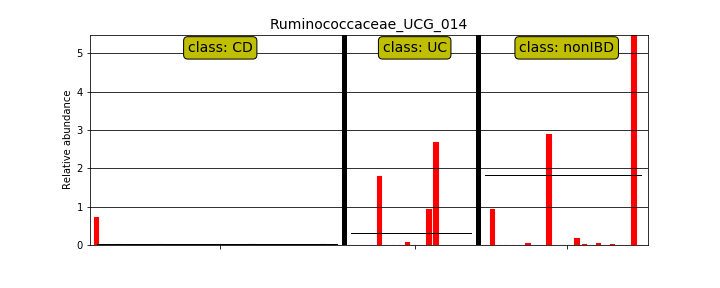 Ruminococcaceae_UCG_014
class: CD
class: UC
class: nonIBD
Relative abundance
5
4
3
2
1
0